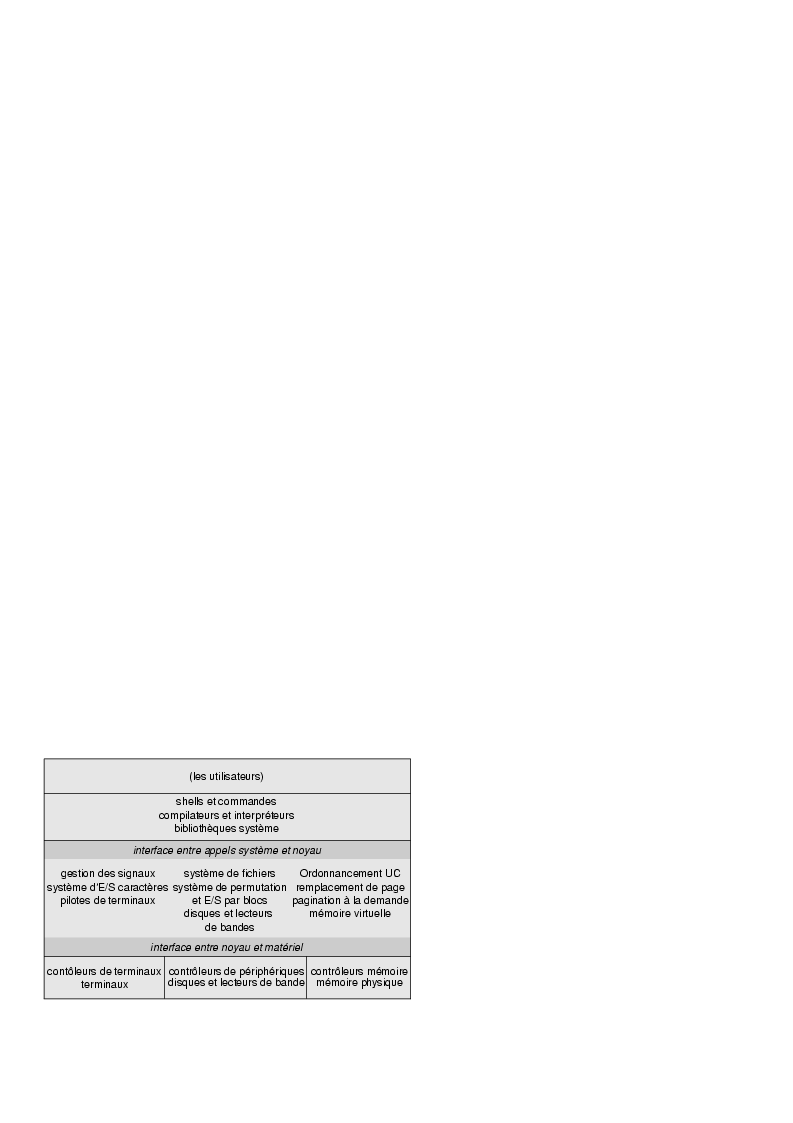 (les utilisateurs)
shells et commandes
compilateurs et interpréteurs
bibliothèques système
interface entre appels système et noyau
gestion des signaux
système d'E/S caractères
pilotes de terminaux
système de fichiers
système de permutation
et E/S par blocs
disques et lecteurs
de bandes
Ordonnancement UC
remplacement de page
pagination à la demande
mémoire virtuelle
interface entre noyau et matériel
contôleurs de terminaux
terminaux
contrôleurs de périphériques
disques et lecteurs de bande
contrôleurs mémoire
mémoire physique